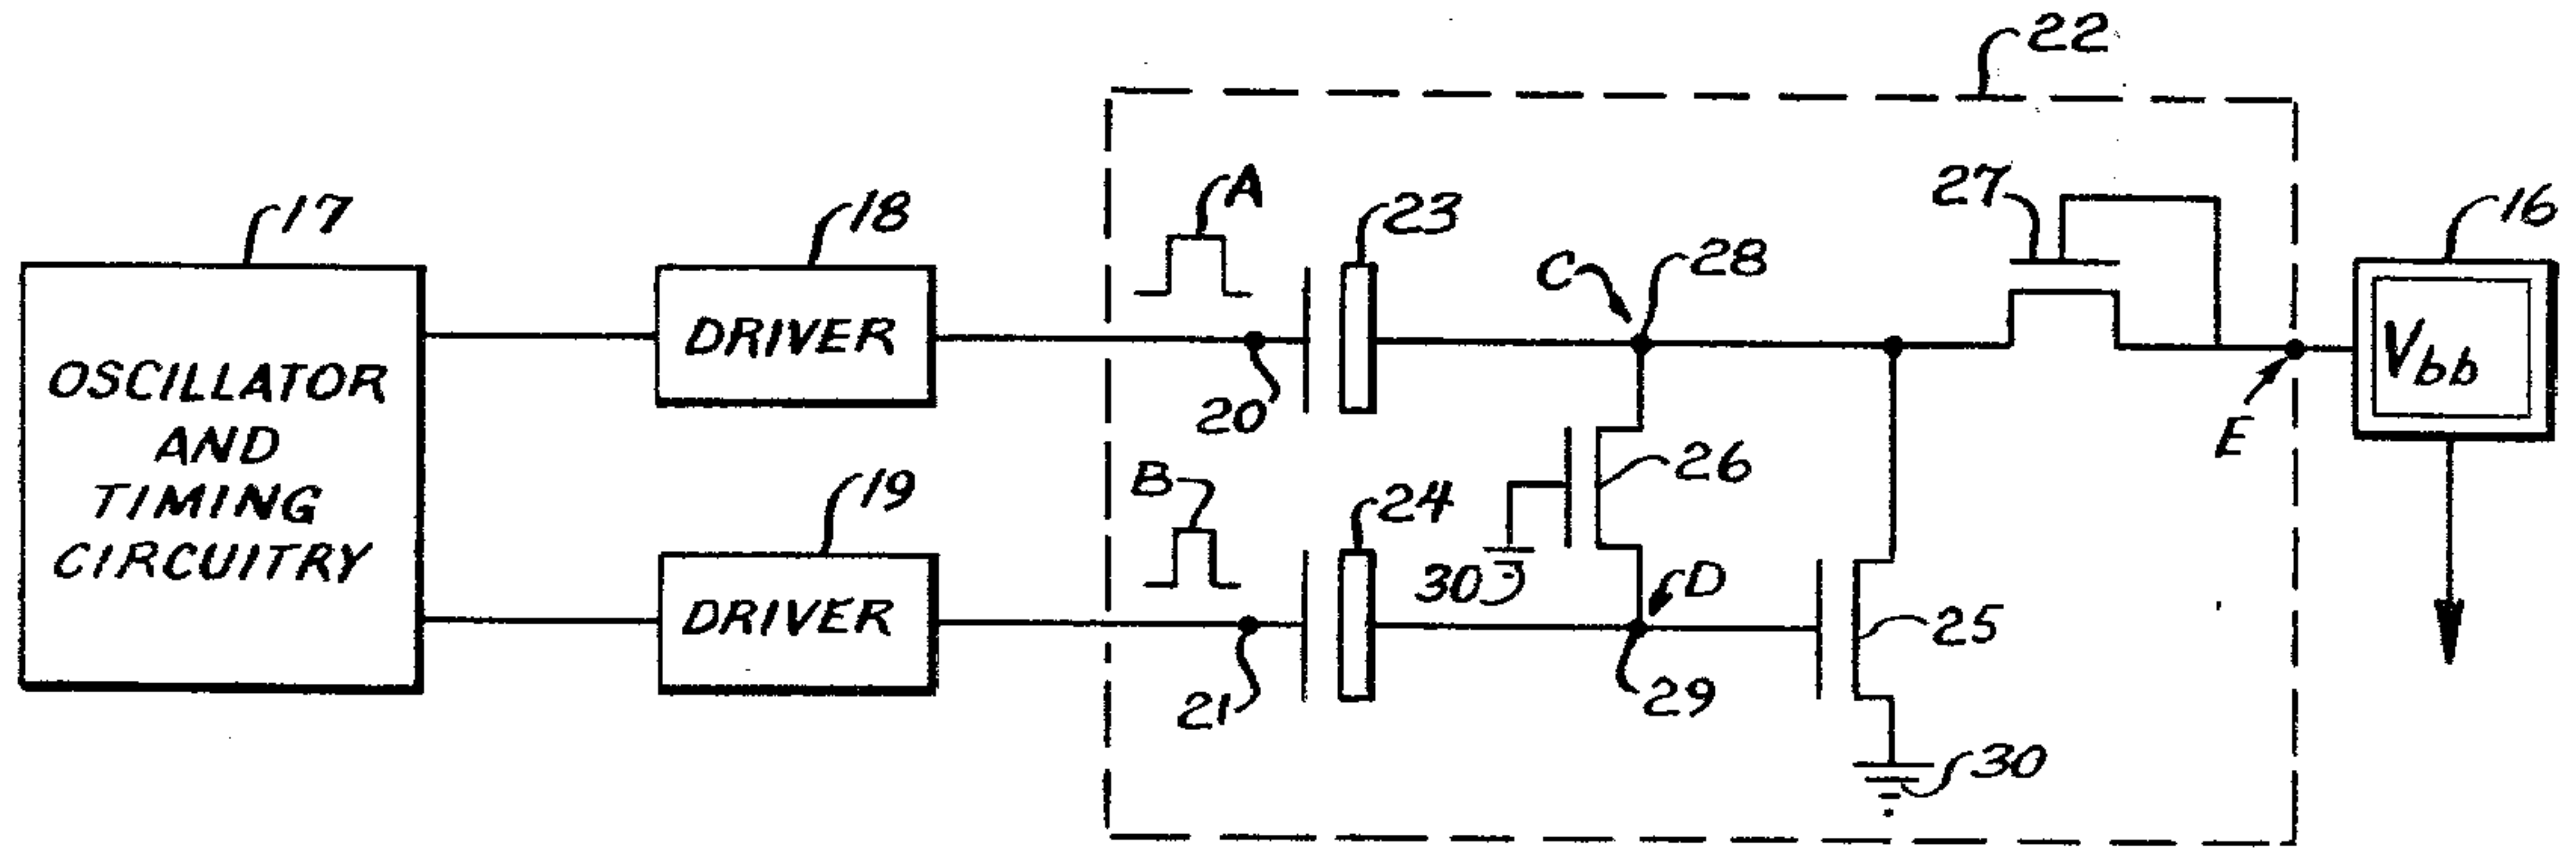 22
17
OSCILLATOR
AND
TIMING
CIRCUITRY
18
DRIVER
19
DRIVER
A
20
23
B
21
24
C
28
26
30
D
29
25
30
27
E
16
Vbb